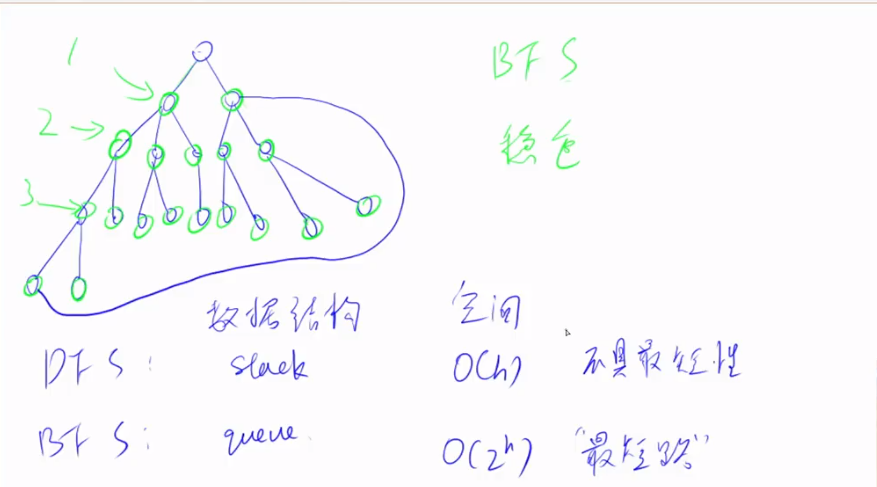 1
BFS
2
稳色
3
数据结构 空间
DFS: stack O(h) 不具最短性
BFS: queue. O(2^h) “最短路”